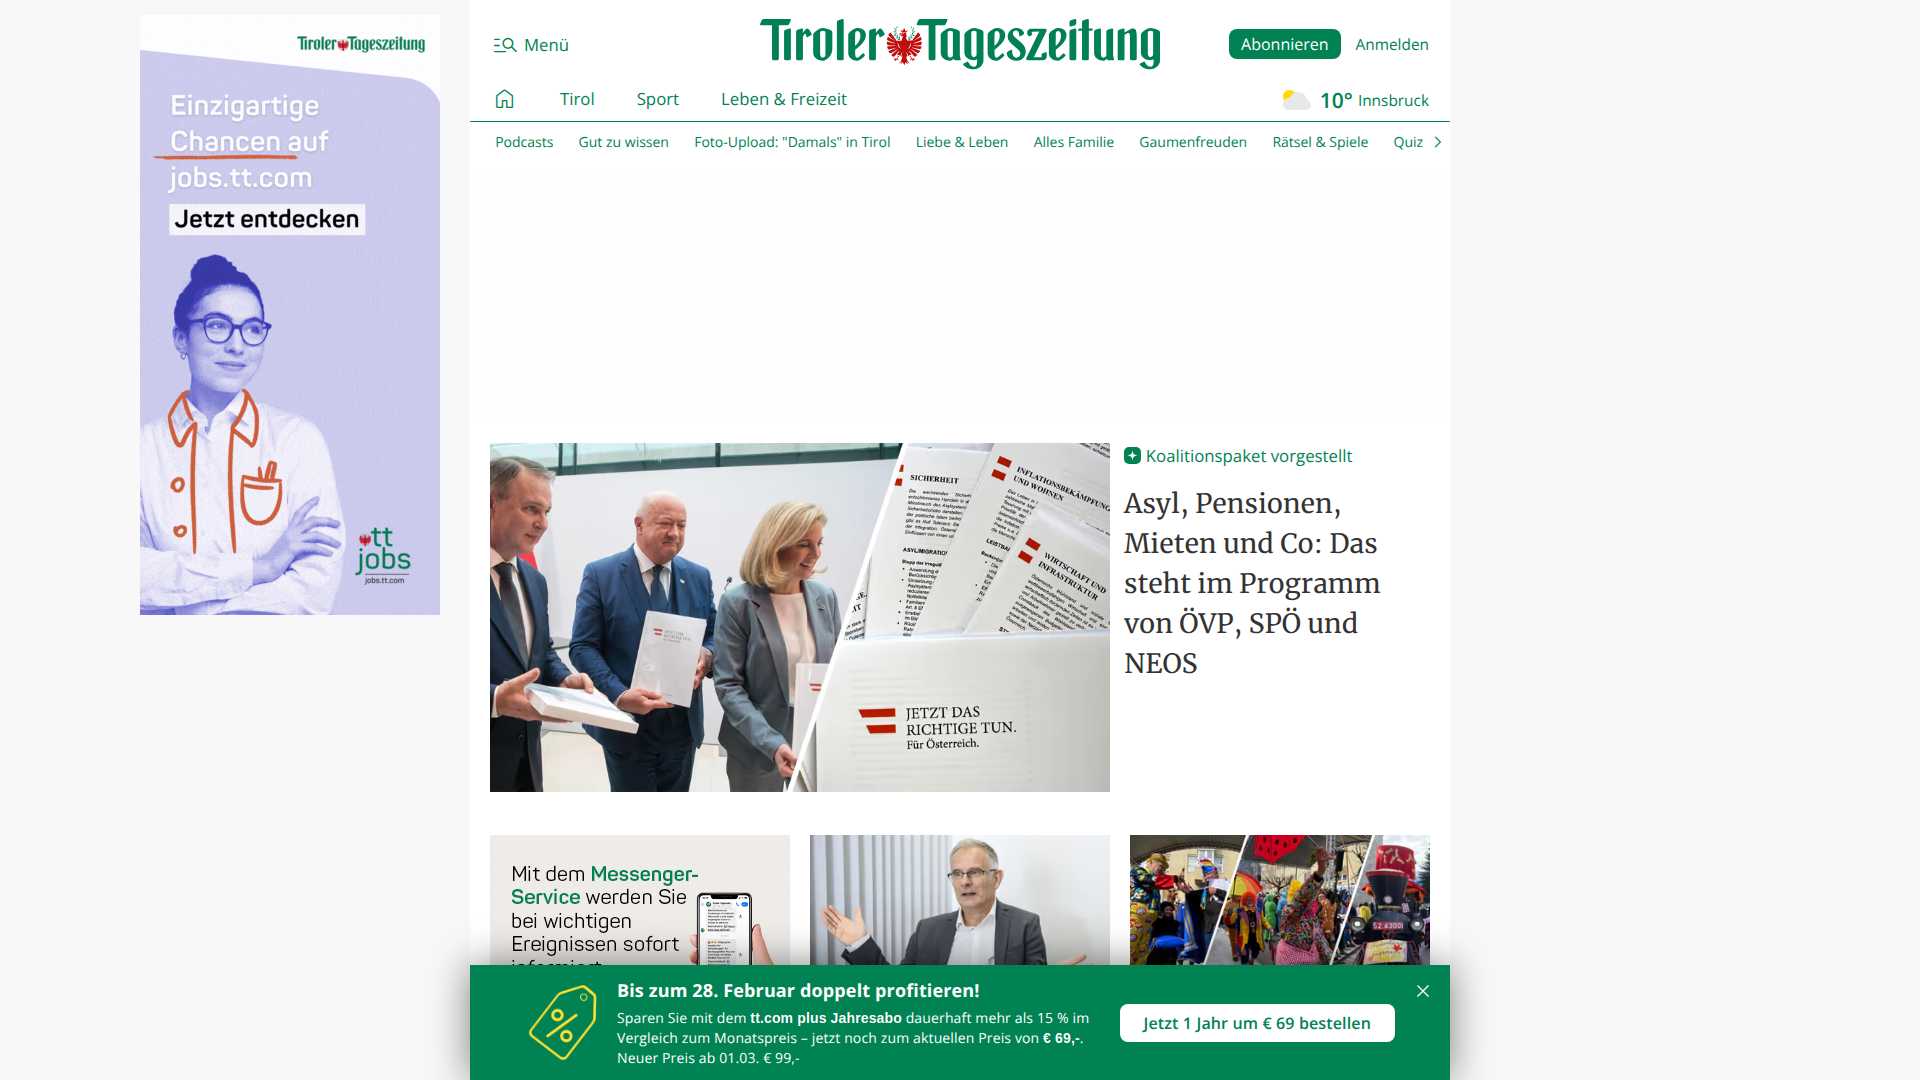 Tiroler Tageszeitung
Einzigartige
Chancen auf
jobs.tt.com
Jetzt entdecken
tt
jobs
jobs.tt.com
Menü
Tiroler Tageszeitung
Abonnieren
Anmelden
Tirol
Sport
Leben & Freizeit
10° Innsbruck
Podcasts
Gut zu wissen
Foto-Upload: "Damals" in Tirol
Liebe & Leben
Alles Familie
Gaumenfreuden
Rätsel & Spiele
Quiz
SICHERHEIT
INFLATIONSBEKÄMPFUNG
UND WOHNEN
WIRTSCHAFT UND
INFRASTRUKTUR
JETZT DAS
RICHTIGE TUN.
Für Österreich.
Koalitionspaket vorgestellt
Asyl, Pensionen,
Mieten und Co: Das
steht im Programm
von ÖVP, SPÖ und
NEOS
Mit dem Messenger-
Service werden Sie
bei wichtigen
Ereignissen sofort
Bis zum 28. Februar doppelt profitieren!
Sparen Sie mit dem tt.com plus Jahresabo dauerhaft mehr als 15 % im
Vergleich zum Monatspreis – jetzt noch zum aktuellen Preis von € 69,-.
Neuer Preis ab 01.03. € 99,-
Jetzt 1 Jahr um € 69 bestellen